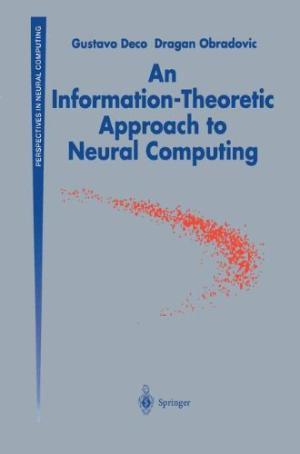 Gustavo Deco Dragan Obradovic
An
Information-Theoretic
Approach to
Neural Computing
PERSPECTIVES IN NEURAL COMPUTING
Springer